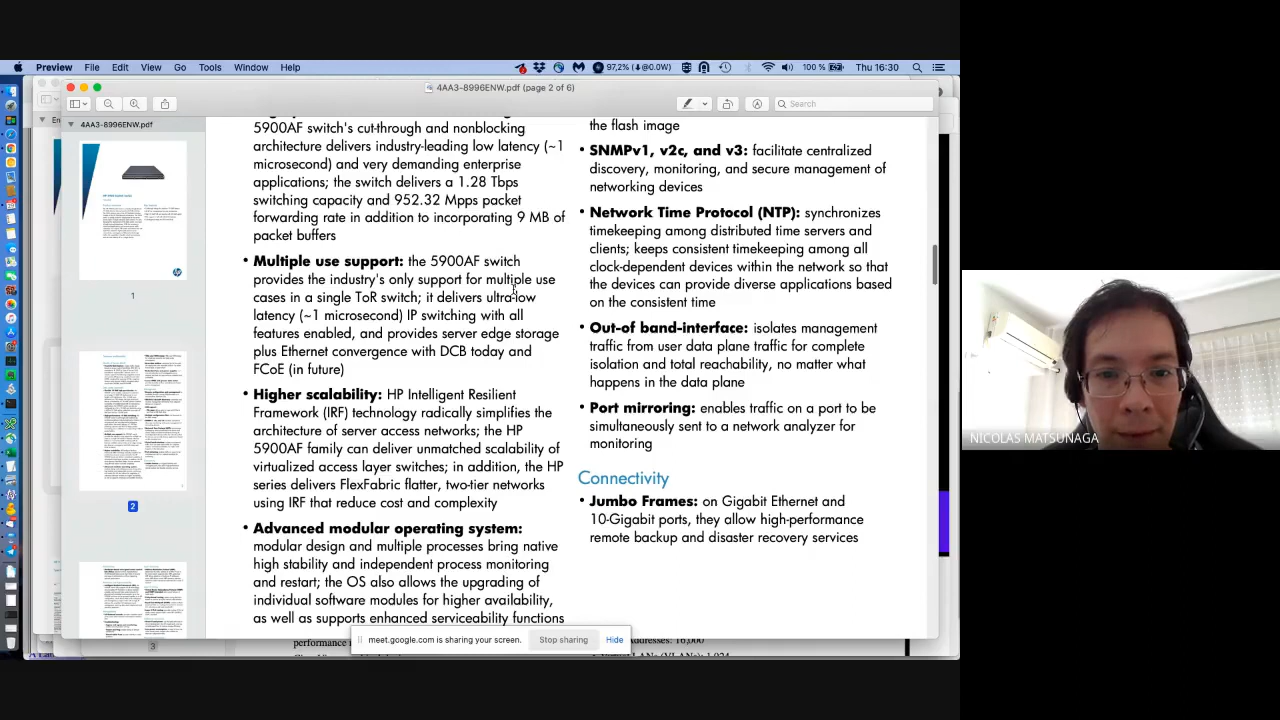 Preview File Edit View Go Tools Window Help
97,2% (↓@0.0W) 100 % Thu 16:30
4AA3-8996ENW.pdf (page 2 of 6)
Search
4AA3-8996ENW.pdf
1
2
3
5900AF switch's cut-through and nonblocking
architecture delivers industry-leading low latency (~1
microsecond) and very demanding enterprise
applications; the switch delivers a 1.28 Tbps
switching capacity and 952.32 Mpps packet
forwarding rate in addition to incorporating 9 MB of
packet buffers
• Multiple use support: the 5900AF switch
provides the industry's only support for multiple use
cases in a single ToR switch; it delivers ultra-low
latency (~1 microsecond) IP switching with all
features enabled, and provides server edge storage
plus Ethernet convergence with DCB today and
FCoE (in future)
• Higher scalability: HP Intelligent Resilient
Framework (IRF) technology radically simplifies the
architecture of server access networks; the HP
5900AF family can deliver unmatched scalability of
virtualized access layer switches; in addition, the HP
series delivers FlexFabric flatter, two-tier networks
using IRF that reduce cost and complexity
• Advanced modular operating system:
modular design and multiple processes bring native
high stability and independent process monitoring
OS also allows the upgrading of
individual software modules for higher availability
as well as supports enhanced serviceability functions
the flash image
• SNMPv1, v2c, and v3: facilitate centralized
discovery, monitoring, and secure management of
networking devices
• Network Time Protocol (NTP): synchronizes
timekeeping among distributed time servers and
clients; keeps consistent timekeeping among all
clock-dependent devices within the network so that
the devices can provide diverse applications based
on the consistent time
• Out-of band-interface: isolates management
traffic from user data plane traffic for complete
isolation and total reachability, no matter what
happens in the data plane
• Port mirroring: enables traffic on a port to be
simultaneously sent to a network analyzer for
monitoring
Connectivity
• Jumbo Frames: on Gigabit Ethernet and
10-Gigabit ports, they allow high-performance
remote backup and disaster recovery services
meet.google.com is sharing your screen. Stop sharing Hide
performance
Addresses: 16,000
(VLANs): 1,024
NICOLAS MATSUNAGA